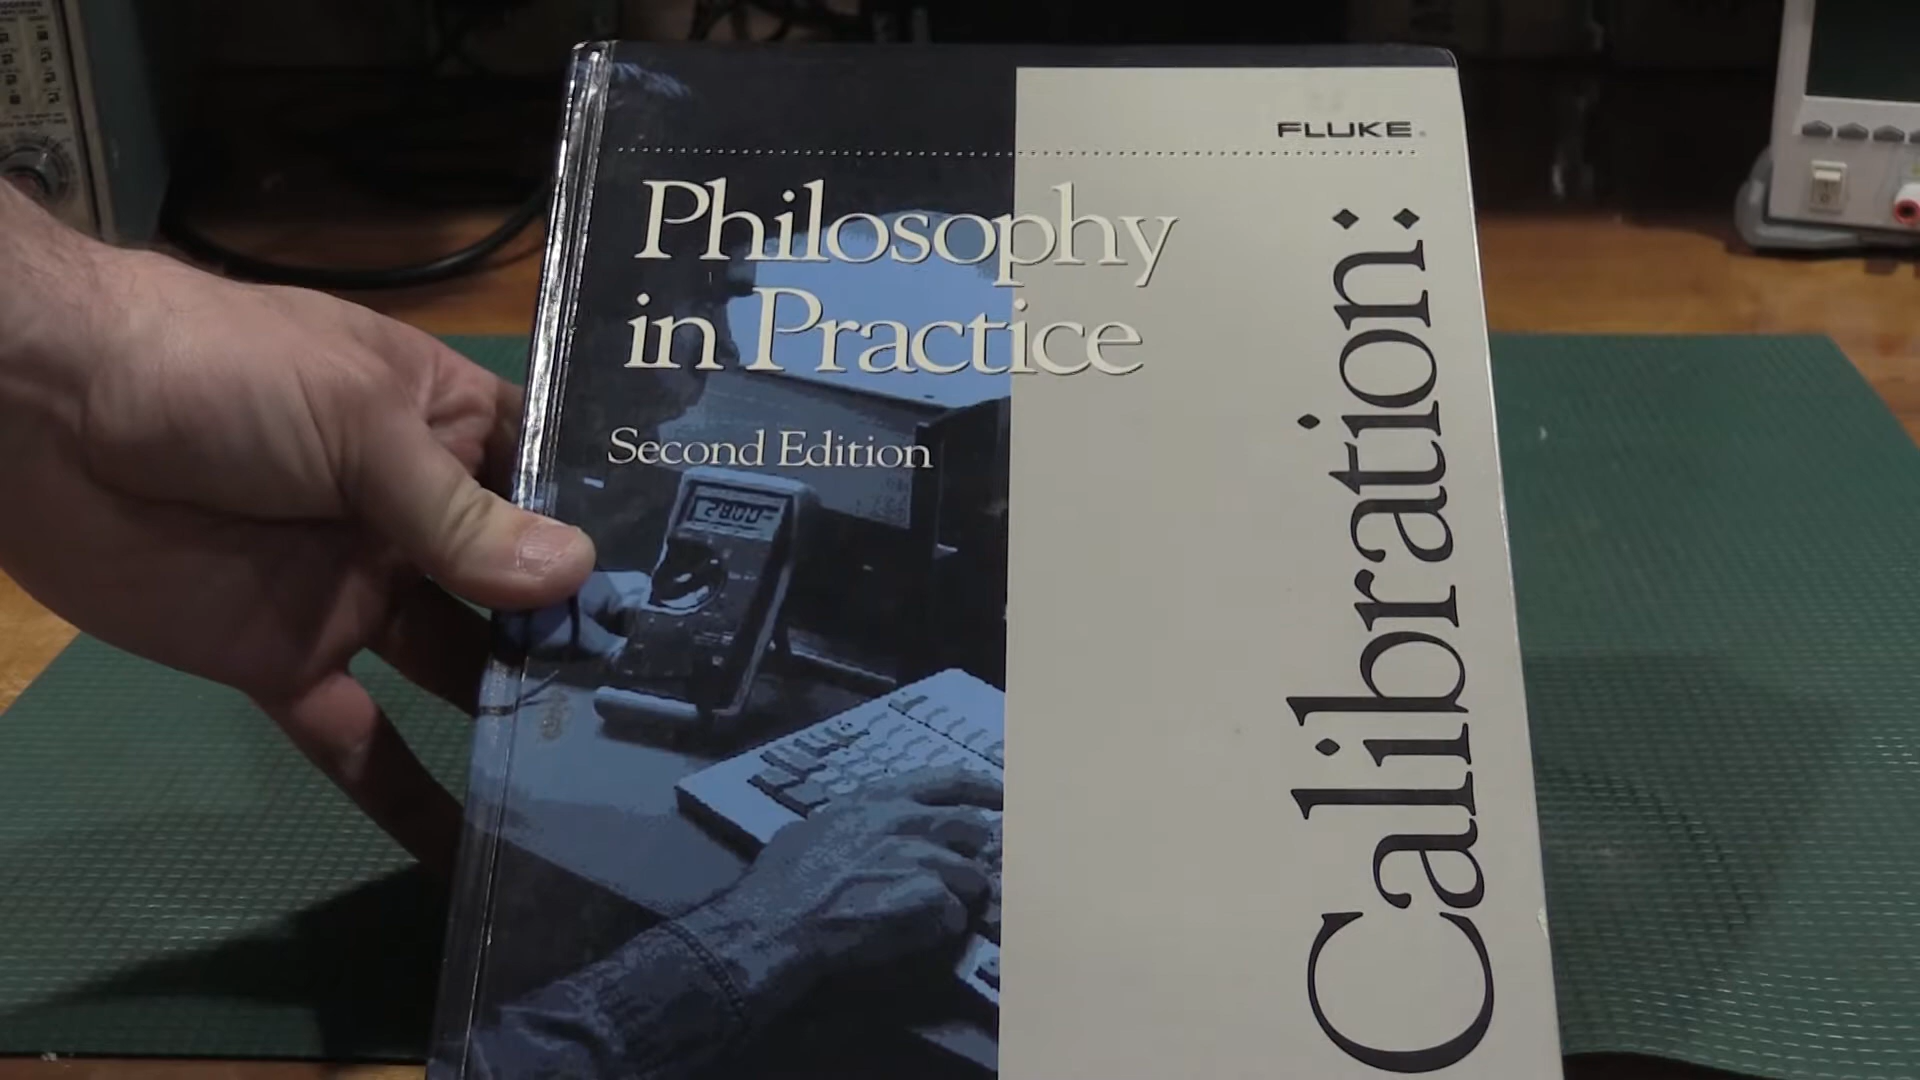 FLUKE®
Philosophy
in Practice
Second Edition
Calibration: